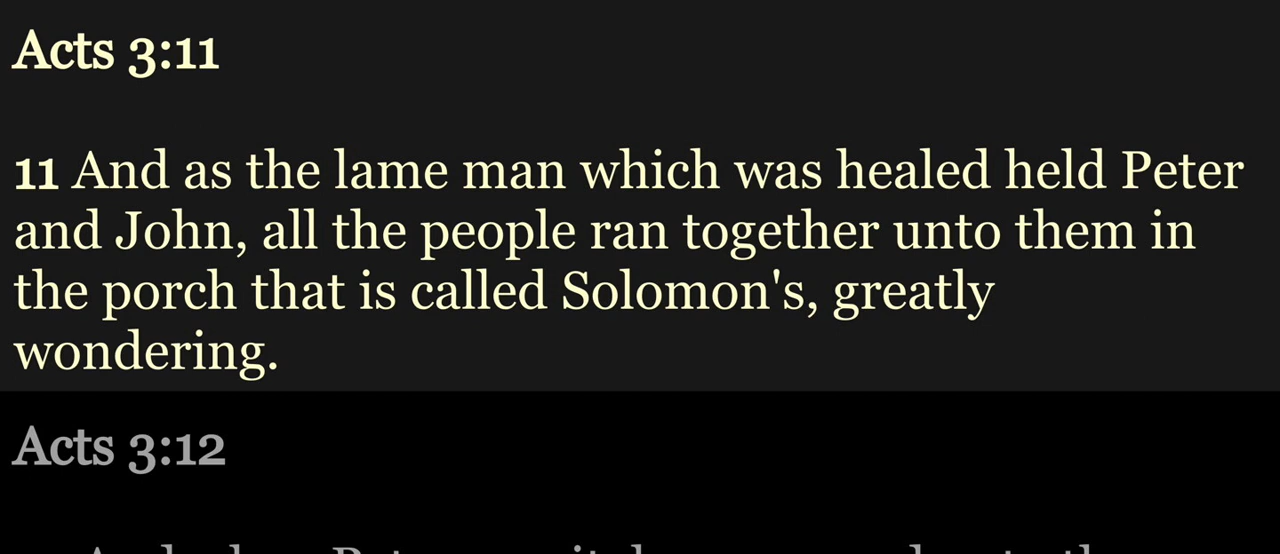 Acts 3:11
11 And as the lame man which was healed held Peter
and John, all the people ran together unto them in
the porch that is called Solomon's, greatly
wondering.
Acts 3:12